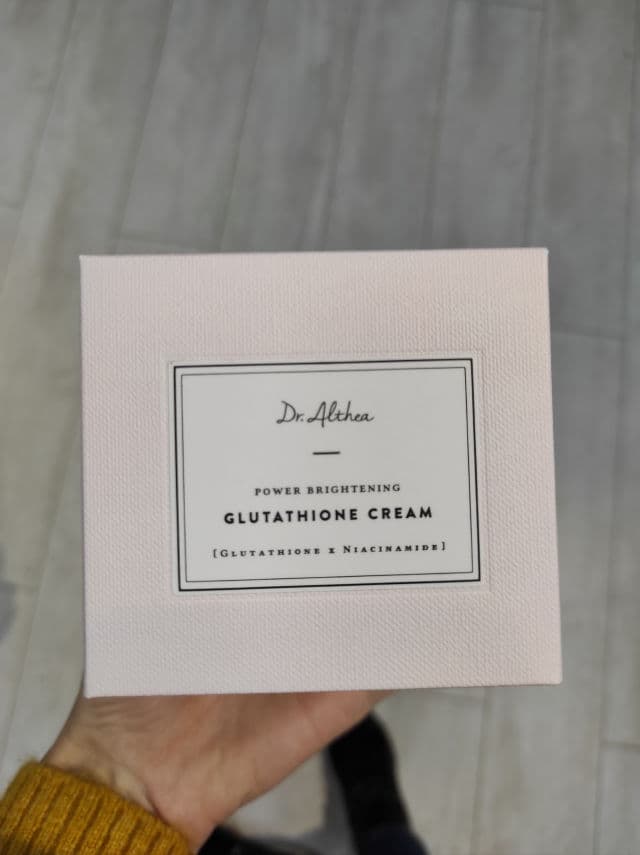 Dr. Althea
POWER BRIGHTENING
GLUTATHIONE CREAM
[GLUTATHIONE X NIACINAMIDE]